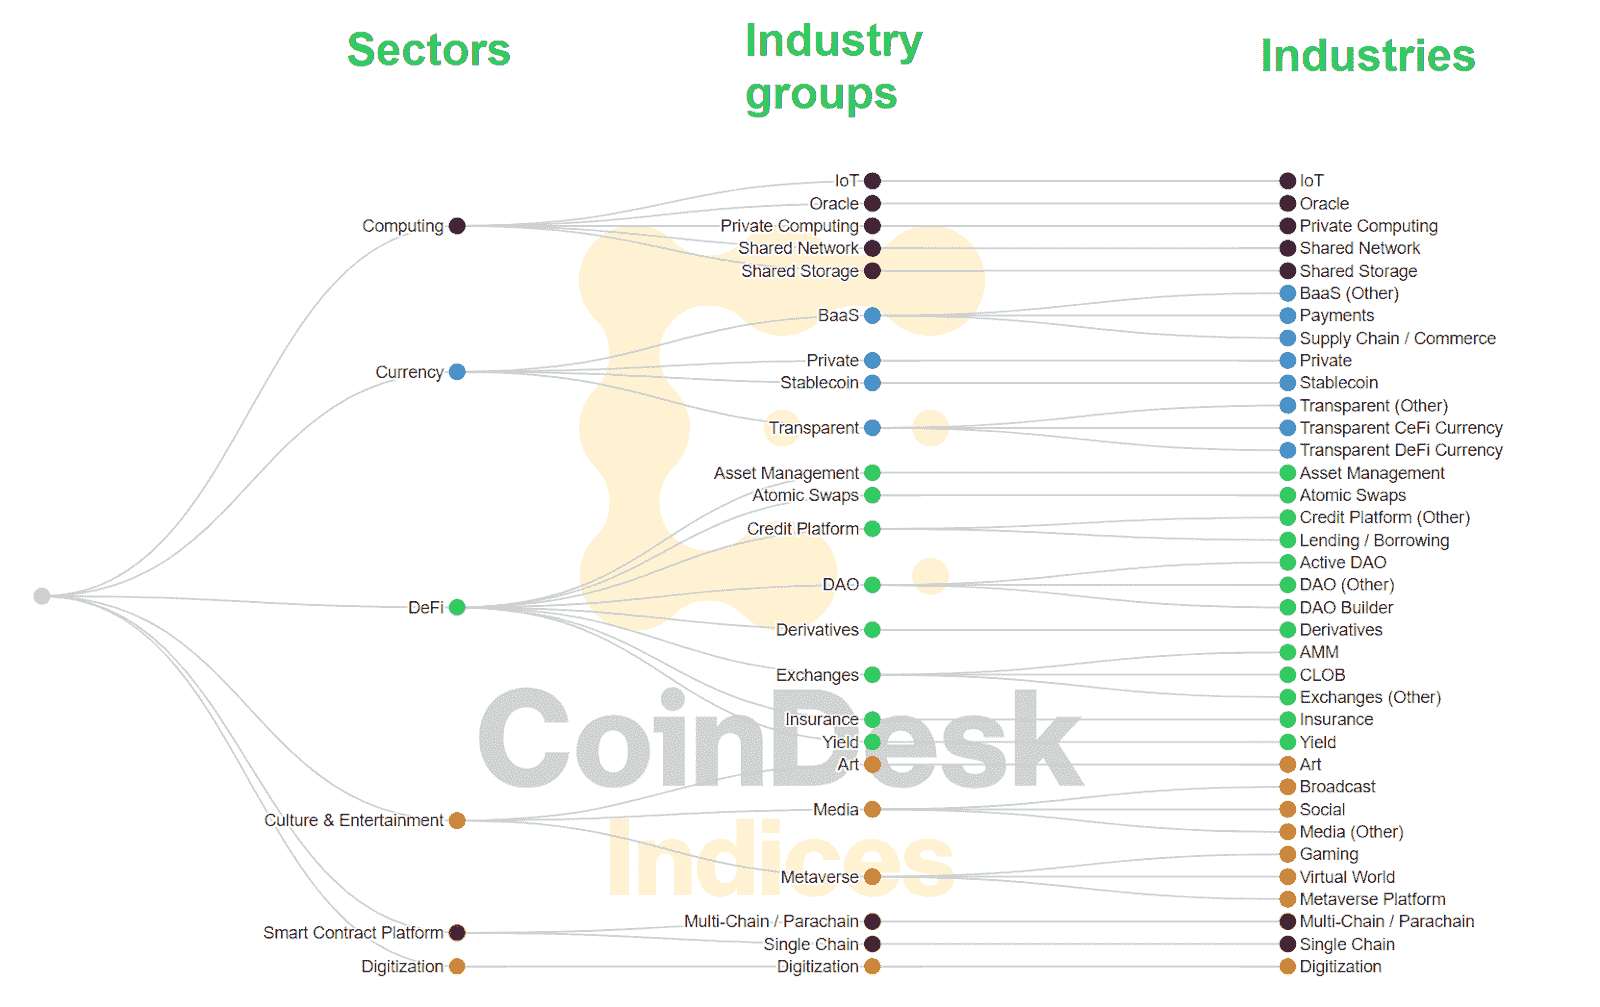 Sectors
Industry
groups
Industries
Computing
Currency
DeFi
Culture & Entertainment
Smart Contract Platform
Digitization
IoT
Oracle
Private Computing
Shared Network
Shared Storage
BaaS
Private
Stablecoin
Transparent
Asset Management
Atomic Swaps
Credit Platform
DAO
Derivatives
Exchanges
Insurance
Yield
Art
Media
Metaverse
Multi-Chain / Parachain
Single Chain
Digitization
IoT
Oracle
Private Computing
Shared Network
Shared Storage
BaaS (Other)
Payments
Supply Chain / Commerce
Private
Stablecoin
Transparent (Other)
Transparent CeFi Currency
Transparent DeFi Currency
Asset Management
Atomic Swaps
Credit Platform (Other)
Lending / Borrowing
Active DAO
DAO (Other)
DAO Builder
Derivatives
AMM
CLOB
Exchanges (Other)
Insurance
Yield
Art
Broadcast
Social
Media (Other)
Gaming
Virtual World
Metaverse Platform
Multi-Chain / Parachain
Single Chain
Digitization
CoinDesk
Indices